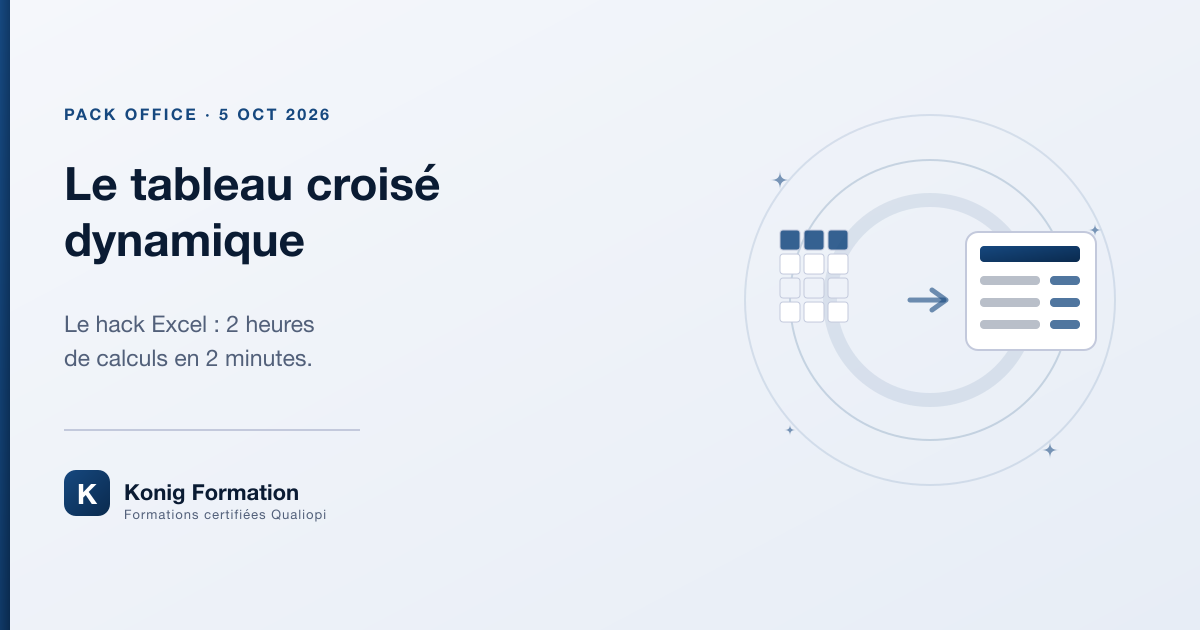 PACK OFFICE · 5 OCT 2026
Le tableau croisé
dynamique
Le hack Excel : 2 heures
de calculs en 2 minutes.
K
Konig Formation
Formations certifiées Qualiopi